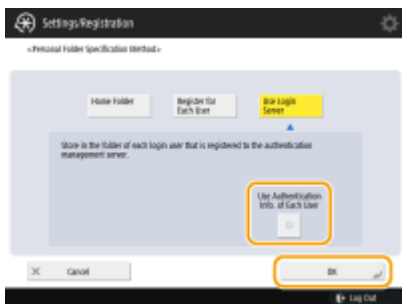 Settings/Registration
<Personal Folder Specification Method>
Home Folder
Register for
Each User
Use Login
Server
Store in the folder of each login user that is registered to the authentication
management server.
Use Authentication
Info. of Each User
Cancel
OK
Log Out